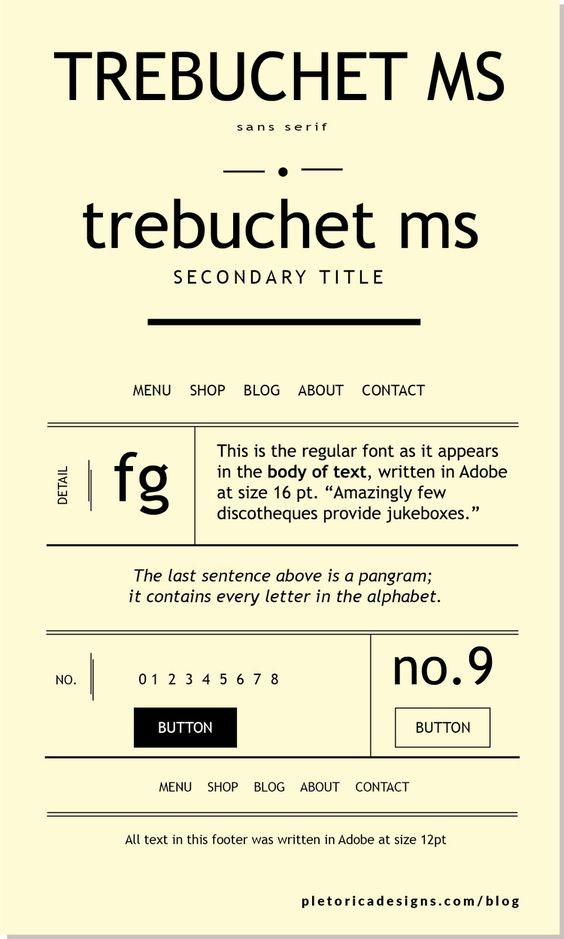 TREBUCHET MS
sans serif
trebuchet ms
SECONDARY TITLE
MENU SHOP BLOG ABOUT CONTACT
DETAIL
fg
This is the regular font as it appears
in the body of text, written in Adobe
at size 16 pt. “Amazingly few
discotheques provide jukeboxes.”
The last sentence above is a pangram;
it contains every letter in the alphabet.
NO.
0 1 2 3 4 5 6 7 8
no.9
BUTTON
BUTTON
MENU SHOP BLOG ABOUT CONTACT
All text in this footer was written in Adobe at size 12pt
pletoricadesigns.com/blog